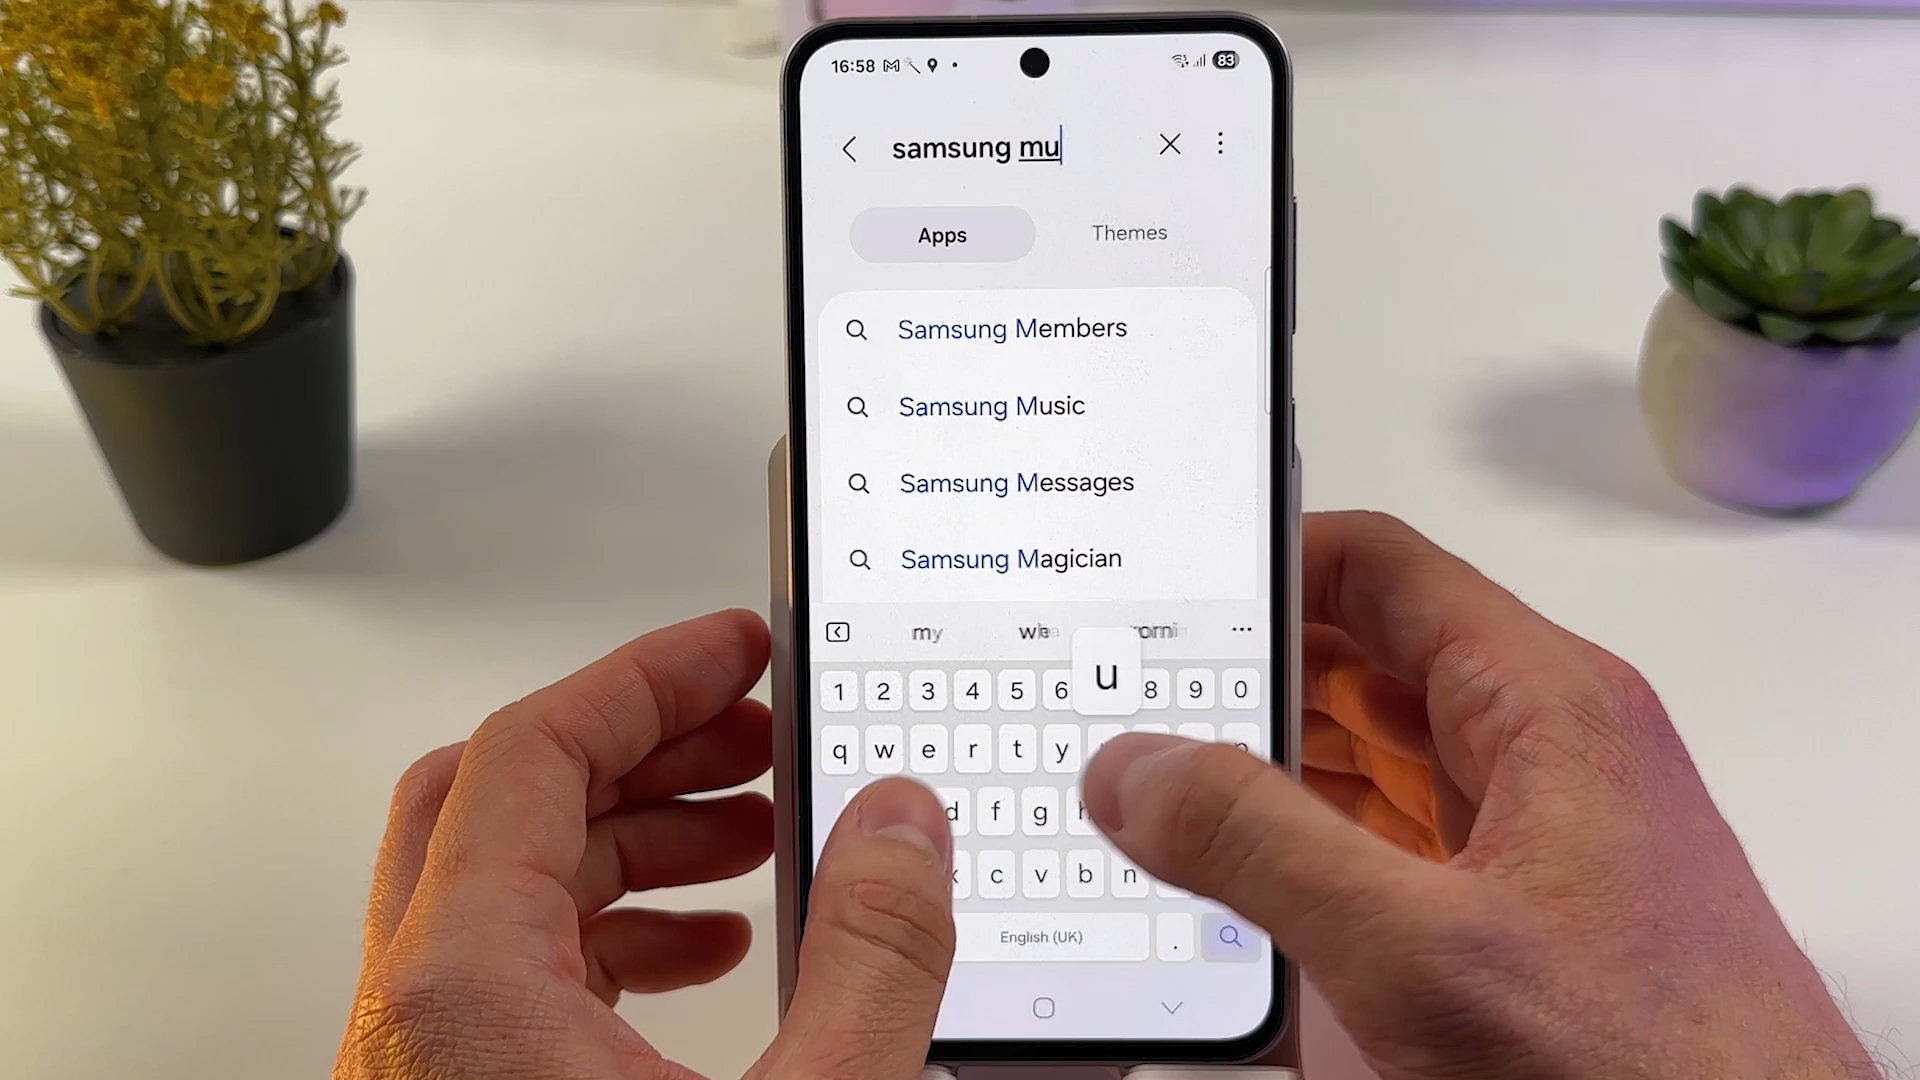 16:58 83
samsung mu
Apps Themes
Samsung Members
Samsung Music
Samsung Messages
Samsung Magician
my we
u
1 2 3 4 5 6 8 9 0
q w e r t y p
d f g h
x c v b n
English (UK) .